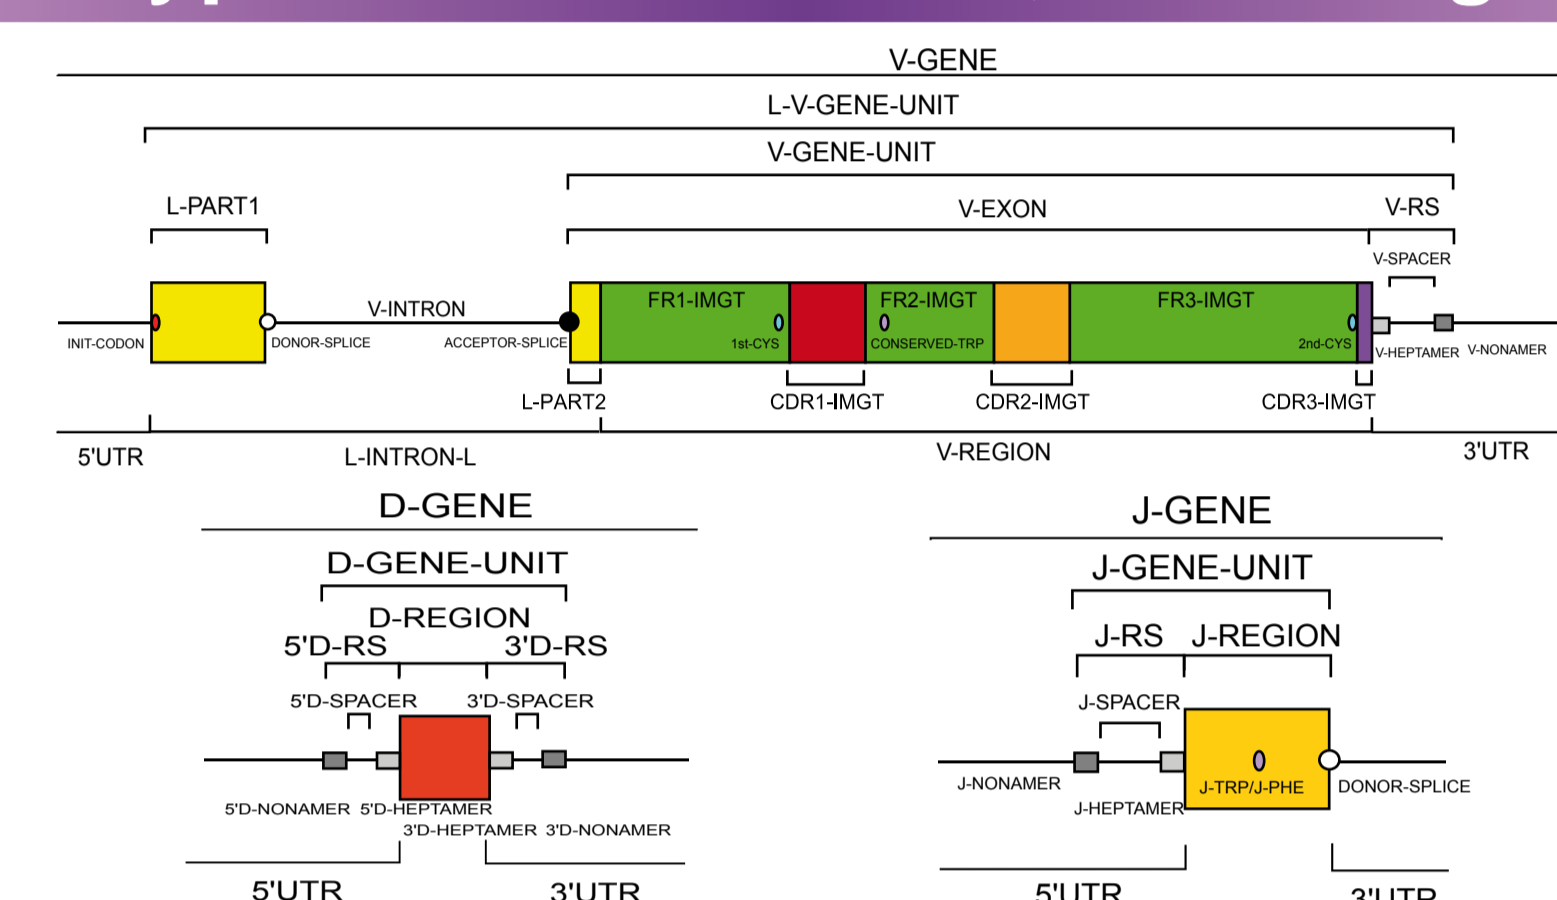 V-GENE
L-V-GENE-UNIT
V-GENE-UNIT
L-PART1
V-EXON
V-RS
V-SPACER
V-INTRON
FR1-IMGT
FR2-IMGT
FR3-IMGT
INIT-CODON
DONOR-SPLICE
ACCEPTOR-SPLICE
1st-CYS
CONSERVED-TRP
2nd-CYS
V-HEPTAMER
V-NONAMER
L-PART2
CDR1-IMGT
CDR2-IMGT
CDR3-IMGT
5'UTR
L-INTRON-L
V-REGION
3'UTR
D-GENE
D-GENE-UNIT
D-REGION
5'D-RS
3'D-RS
5'D-SPACER
3'D-SPACER
5'D-NONAMER
5'D-HEPTAMER
3'D-HEPTAMER
3'D-NONAMER
5'UTR
3'UTR
J-GENE
J-GENE-UNIT
J-RS
J-REGION
J-SPACER
J-NONAMER
J-TRP/J-PHE
DONOR-SPLICE
J-HEPTAMER
5'UTR
3'UTR